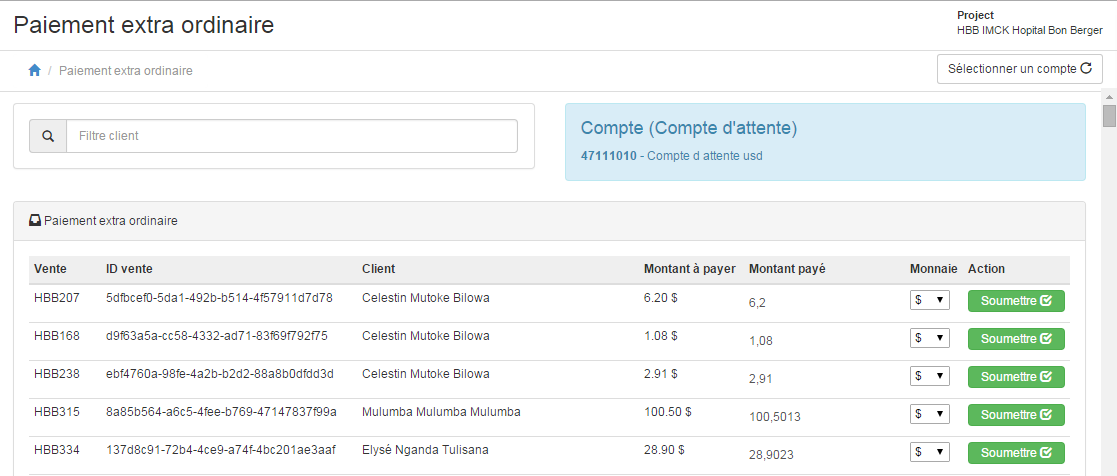 Paiement extra ordinaire
Project
HBB IMCK Hopital Bon Berger
/ Paiement extra ordinaire
Sélectionner un compte
Filtre client
Compte (Compte d'attente)
47111010 - Compte d attente usd
Paiement extra ordinaire
Vente ID vente Client Montant à payer Montant payé Monnaie Action
HBB207 5dfbcef0-5da1-492b-b514-4f57911d7d78 Celestin Mutoke Bilowa 6.20 $ 6,2 $ Soumettre
HBB168 d9f63a5a-cc58-4332-ad71-83f69f792f75 Celestin Mutoke Bilowa 1.08 $ 1,08 $ Soumettre
HBB238 ebf4760a-98fe-4a2b-b2d2-88a8b0dfdd3d Celestin Mutoke Bilowa 2.91 $ 2,91 $ Soumettre
HBB315 8a85b564-a6c5-4fee-b769-47147837f99a Mulumba Mulumba Mulumba 100.50 $ 100,5013 $ Soumettre
HBB334 137d8c91-72b4-4ce9-a74f-4bc201ae3aaf Elysé Nganda Tulisana 28.90 $ 28,9023 $ Soumettre